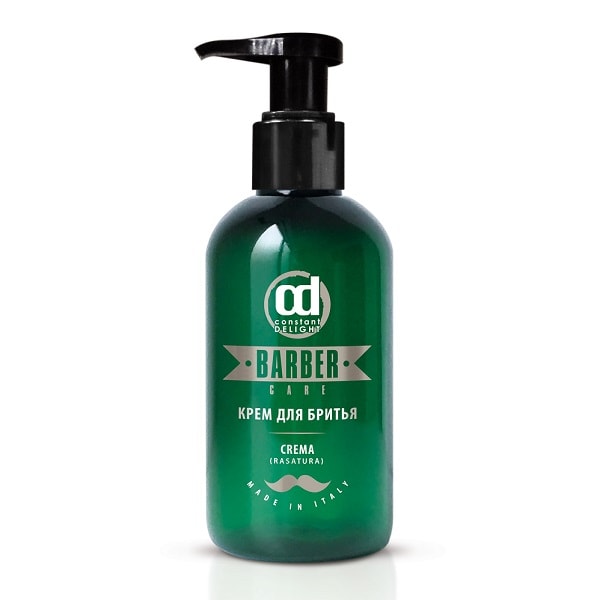 cd
constant
DELIGHT
BARBER
CARE
КРЕМ ДЛЯ БРИТЬЯ
CREMA
(RASATURA)
MADE IN ITALY